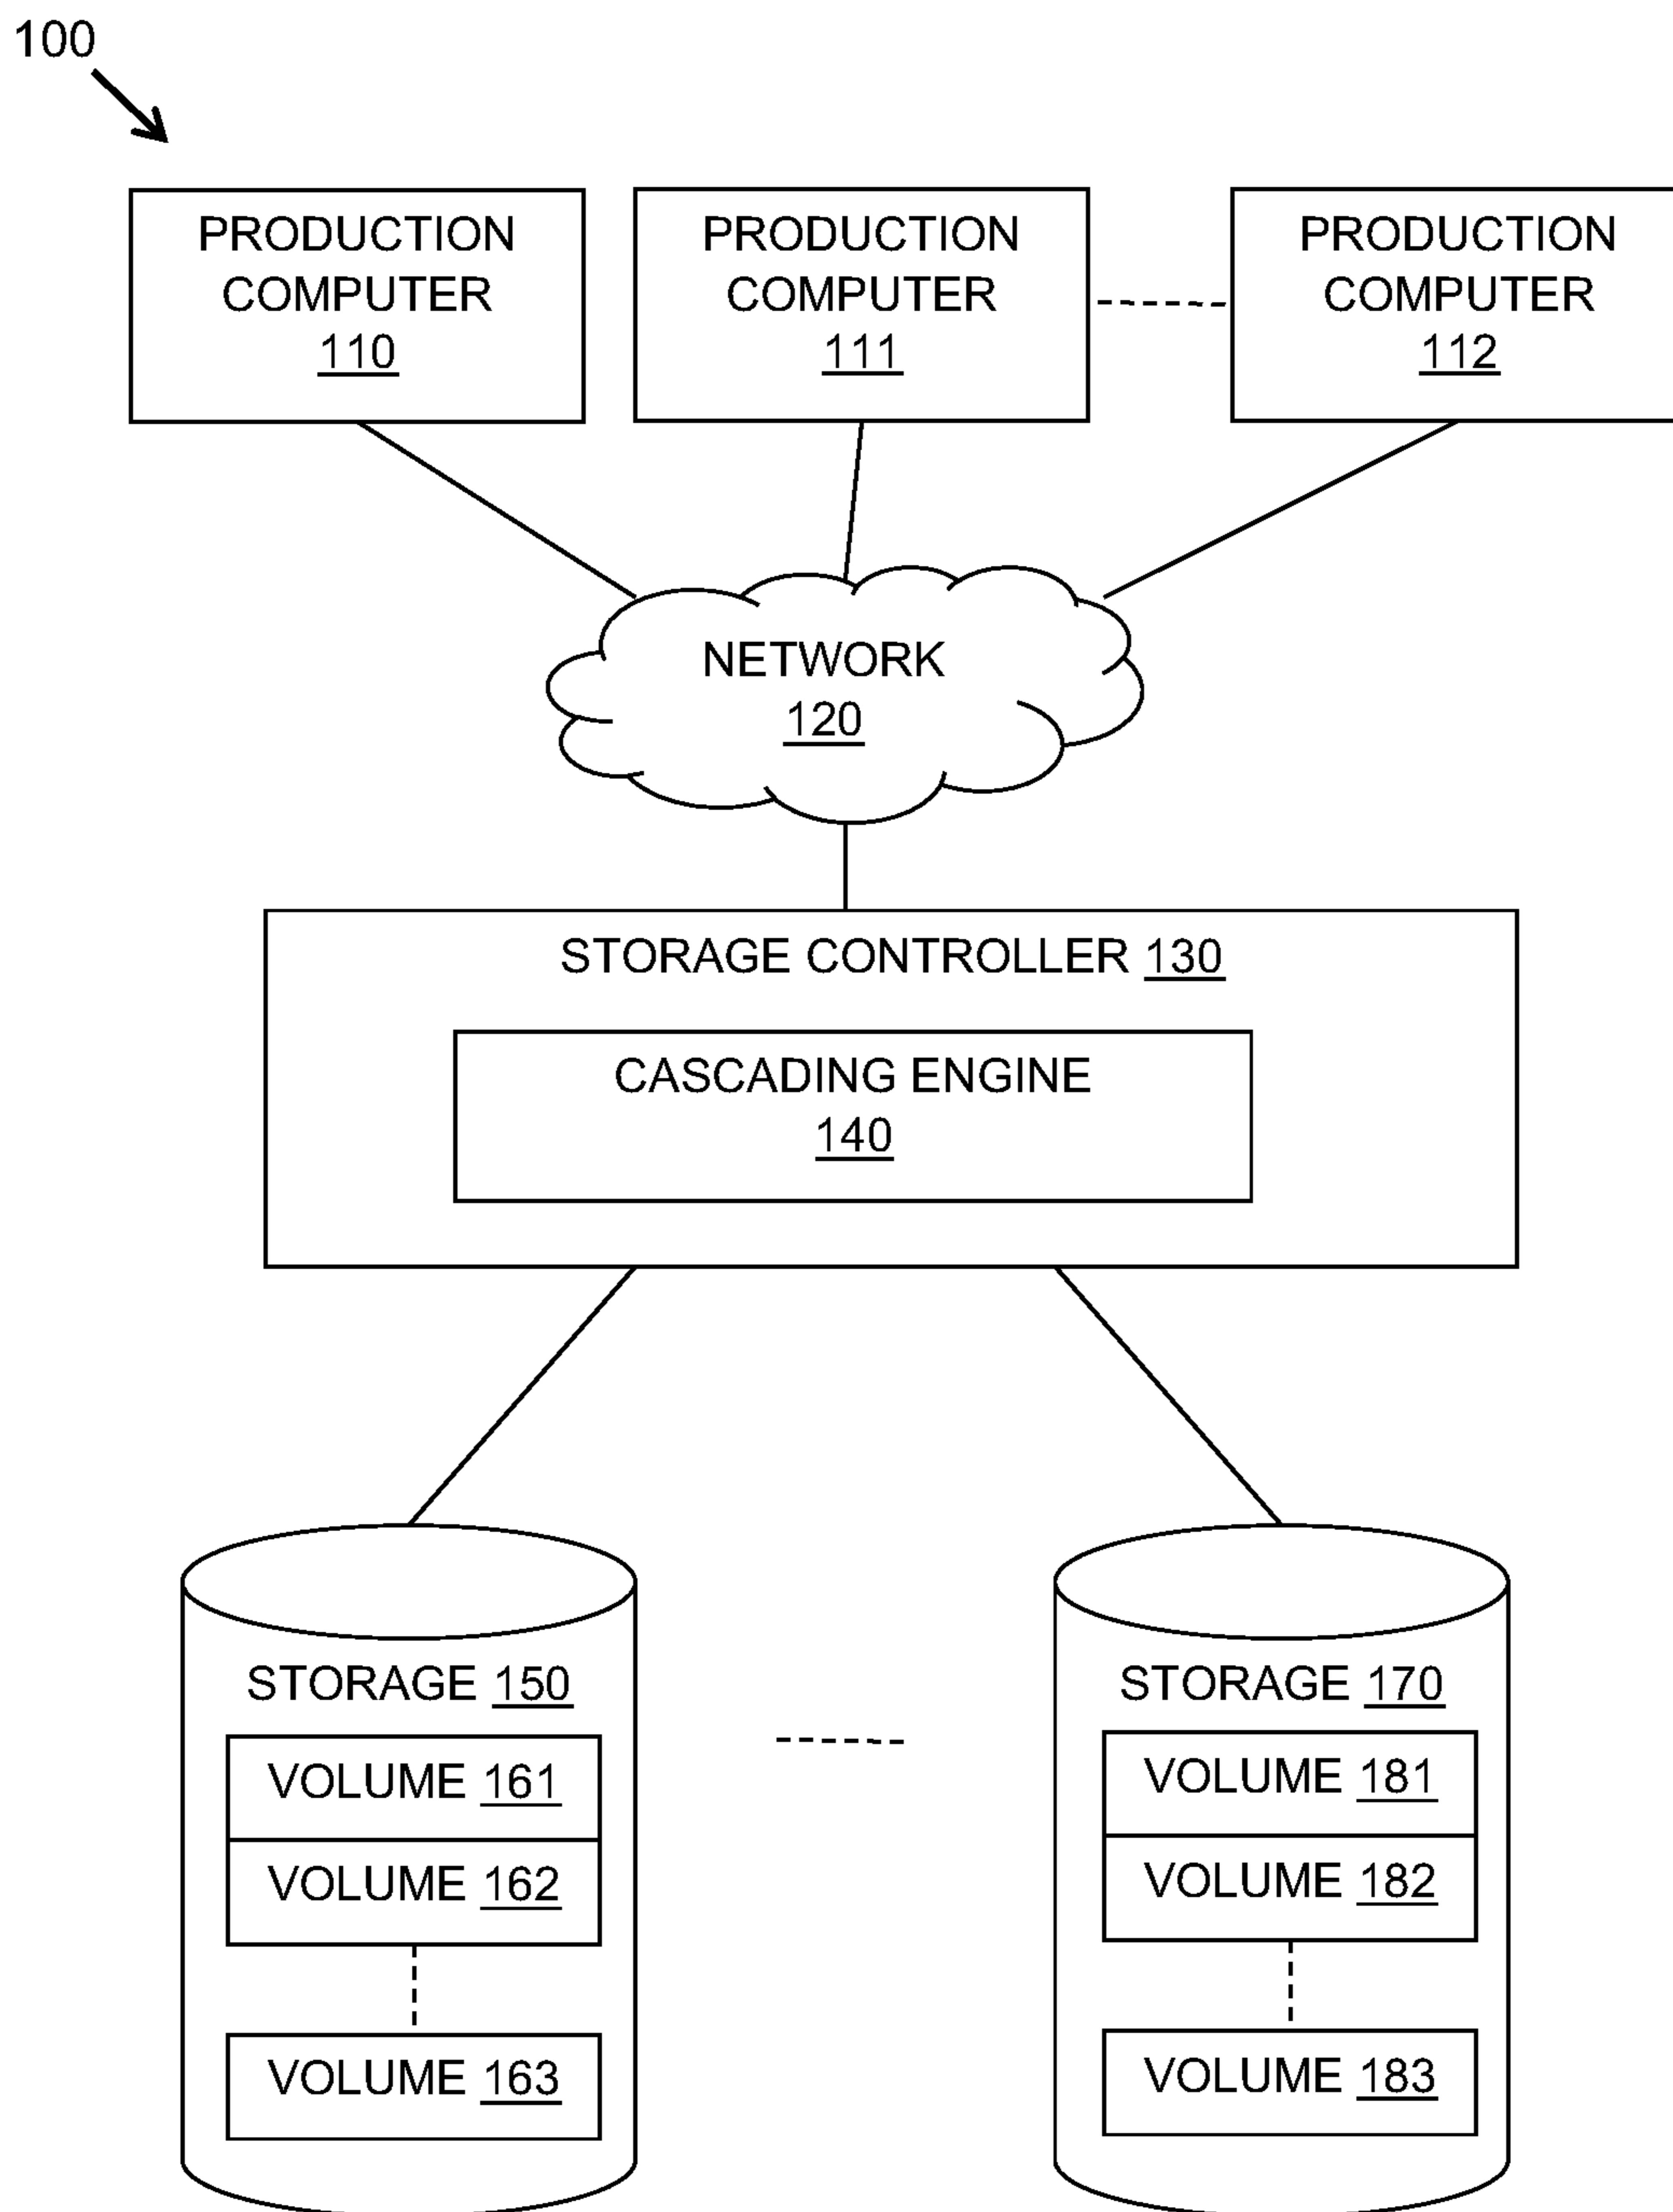 100
PRODUCTION
COMPUTER
110
PRODUCTION
COMPUTER
111
PRODUCTION
COMPUTER
112
NETWORK
120
STORAGE CONTROLLER 130
CASCADING ENGINE
140
STORAGE 150
VOLUME 161
VOLUME 162
VOLUME 163
STORAGE 170
VOLUME 181
VOLUME 182
VOLUME 183